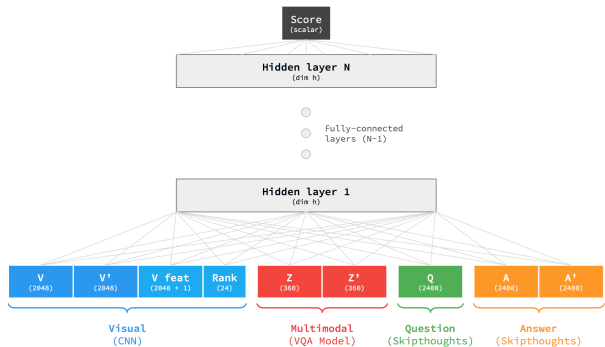 Score
(scalar)
Hidden layer N
(dim h)
Fully-connected
layers (N-1)
Hidden layer 1
(dim h)
V
(2048)
V’
(2048)
V feat
(2048 + 1)
Rank
(24)
Z
(360)
Z’
(360)
Q
(2400)
A
(2400)
A’
(2400)
Visual
(CNN)
Multimodal
(VQA Model)
Question
(Skipthoughts)
Answer
(Skipthoughts)